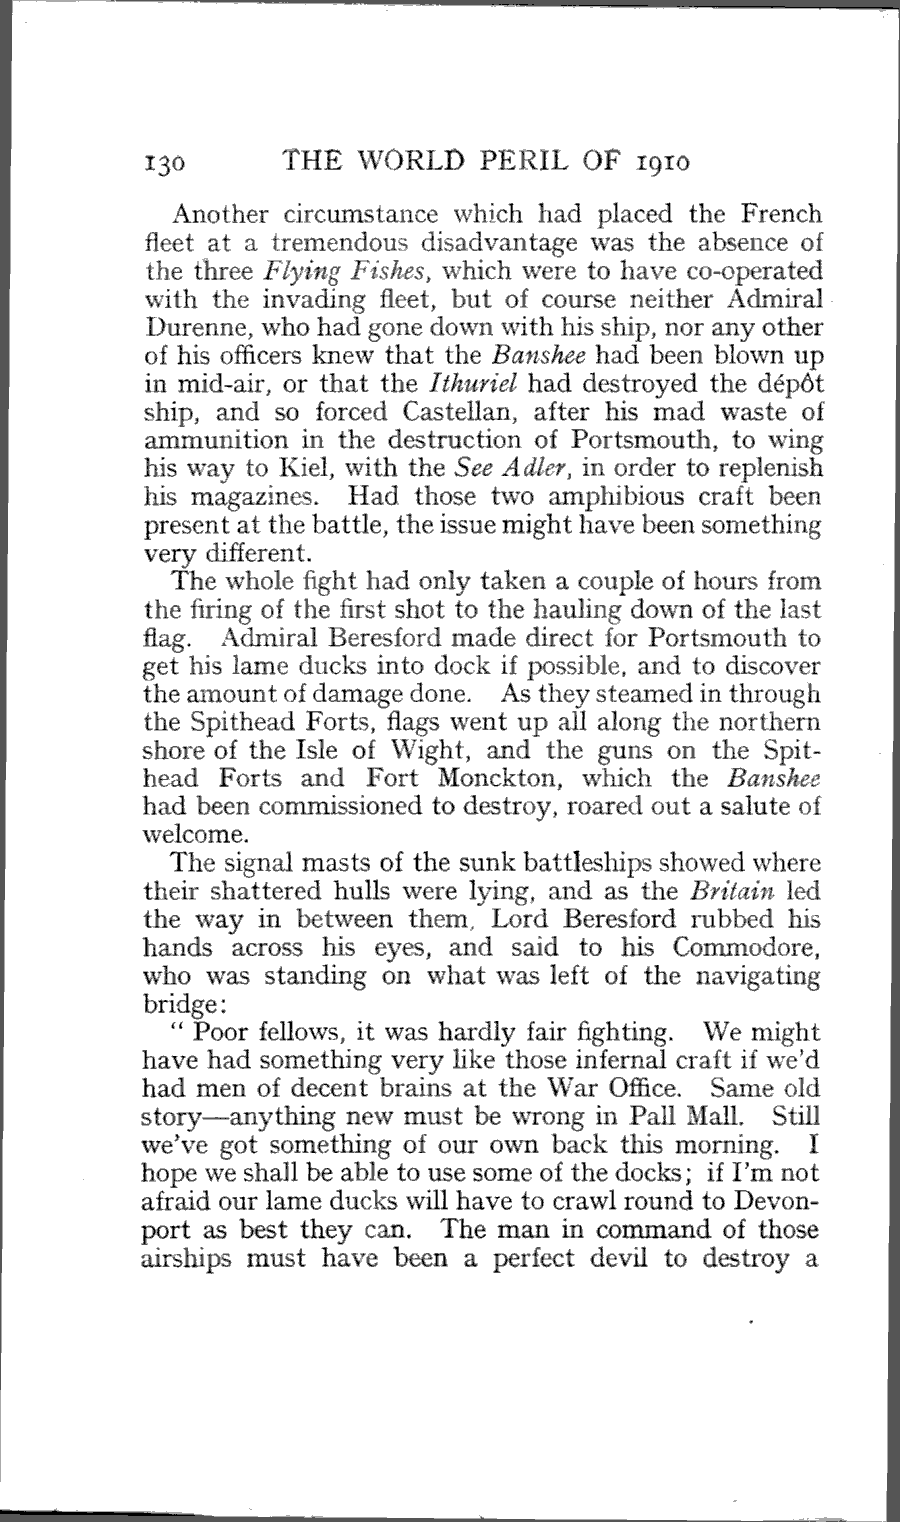 130 THE WORLD PERIL OF 1910
Another circumstance which had placed the French
fleet at a tremendous disadvantage was the absence of
the three Flying Fishes, which were to have co-operated
with the invading fleet, but of course neither Admiral
Durenne, who had gone down with his ship, nor any other
of his officers knew that the Banshee had been blown up
in mid-air, or that the Ithuriel had destroyed the dépôt
ship, and so forced Castellan, after his mad waste of
ammunition in the destruction of Portsmouth, to wing
his way to Kiel, with the See Adler, in order to replenish
his magazines. Had those two amphibious craft been
present at the battle, the issue might have been something
very different.
The whole fight had only taken a couple of hours from
the firing of the first shot to the hauling down of the last
flag. Admiral Beresford made direct for Portsmouth to
get his lame ducks into dock if possible, and to discover
the amount of damage done. As they steamed in through
the Spithead Forts, flags went up all along the northern
shore of the Isle of Wight, and the guns on the Spit-
head Forts and Fort Monckton, which the Banshee
had been commissioned to destroy, roared out a salute of
welcome.
The signal masts of the sunk battleships showed where
their shattered hulls were lying, and as the Britain led
the way in between them, Lord Beresford rubbed his
hands across his eyes, and said to his Commodore,
who was standing on what was left of the navigating
bridge:
" Poor fellows, it was hardly fair fighting. We might
have had something very like those infernal craft if we'd
had men of decent brains at the War Office. Same old
story—anything new must be wrong in Pall Mall. Still
we've got something of our own back this morning. I
hope we shall be able to use some of the docks; if I'm not
afraid our lame ducks will have to crawl round to Devon-
port as best they can. The man in command of those
airships must have been a perfect devil to destroy a